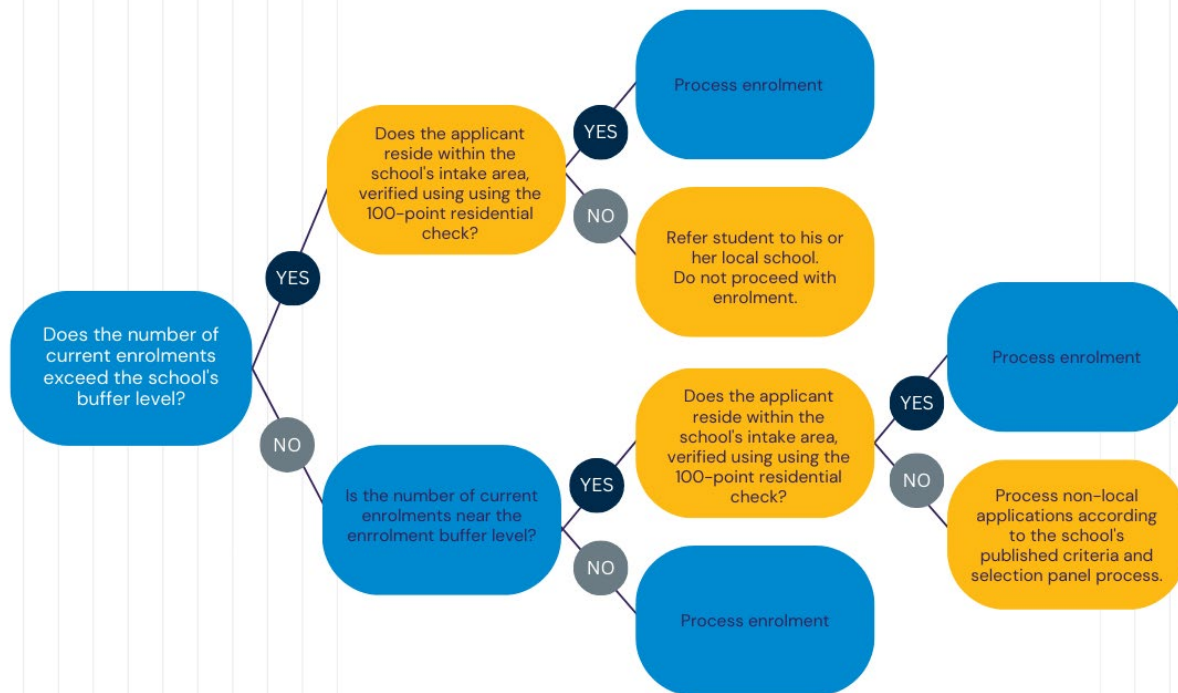 Does the number of
current enrolments
exceed the school's
buffer level?
YES
Does the applicant
reside within the
school's intake area,
verified using using the
100-point residential
check?
YES
Process enrolment
NO
Refer student to his or
her local school.
Do not proceed with
enrolment.
NO
Is the number of current
enrolments near the
enrrolment buffer level?
YES
Does the applicant
reside within the
school's intake area,
verified using using the
100-point residential
check?
YES
Process enrolment
NO
Process non-local
applications according
to the school's
published criteria and
selection panel process.
NO
Process enrolment